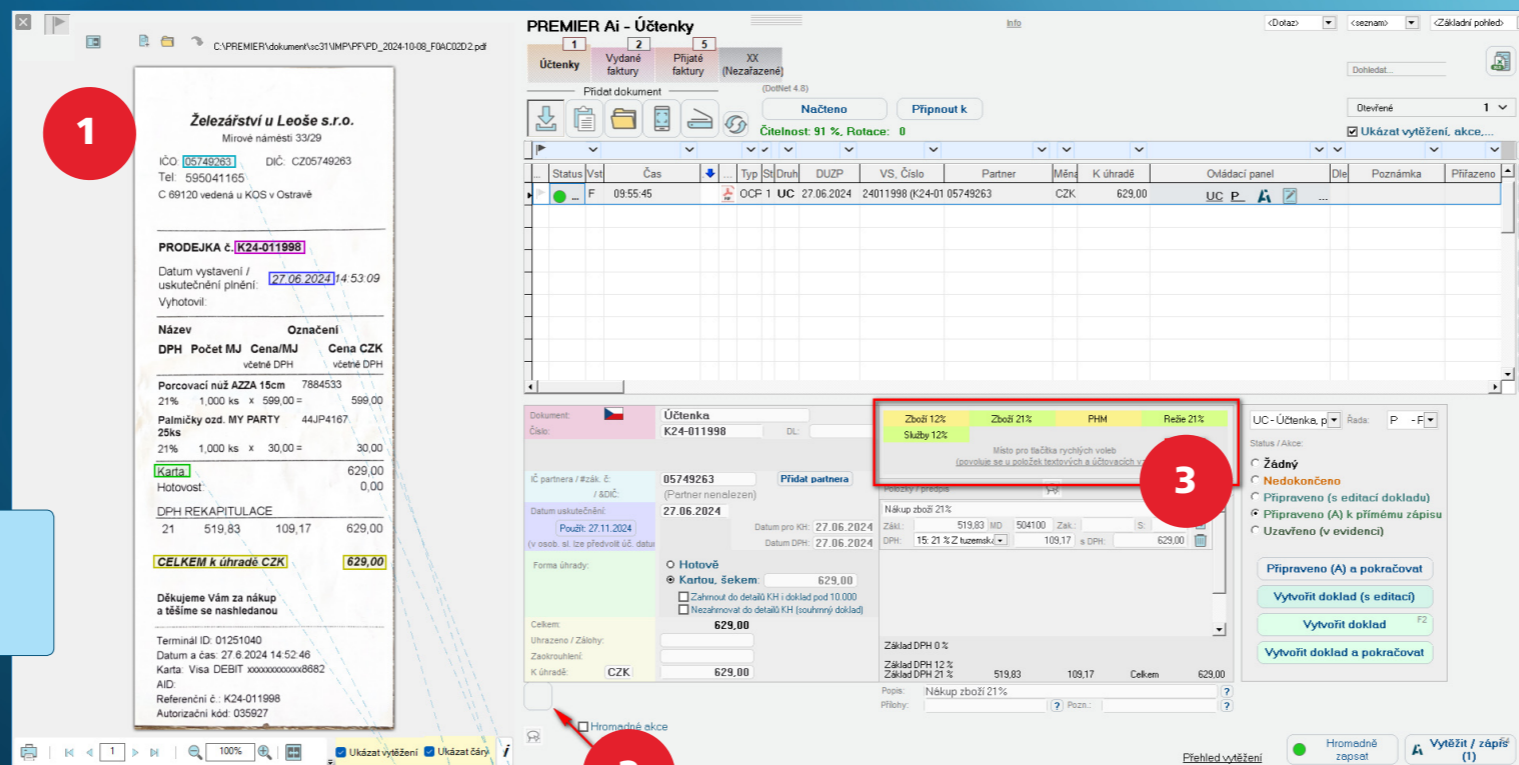 C:\PREMIER\dokument\sc31\IMP\PF\PD_2024-10-08_F0AC02D2.pdf
1
Železářství u Leoše s.r.o.
Mírové náměstí 33/29
IČO: 05749263 DIČ: CZ05749263
Tel: 595041165
C 69120 vedená u KOS v Ostravě
PRODEJKA č. K24-011998
Datum vystavení /
uskutečnění plnění: 27.06.2024 14:53:09
Vyhotovil:
Název Označení
DPH Počet MJ Cena/MJ Cena CZK
včetně DPH včetně DPH
Porcovací nůž AZZA 15cm 7884533
21% 1,000 ks x 599,00 = 599,00
Palmičky ozd. MY PARTY 44JP4167
25ks
21% 1,000 ks x 30,00 = 30,00
Karta 629,00
Hotovost: 0,00
DPH REKAPITULACE
21 519,83 109,17 629,00
CELKEM k úhradě CZK 629,00
Děkujeme Vám za nákup
a těšíme se nashledanou
Terminál ID: 01251040
Datum a čas: 27.6.2024 14:52:46
Karta: Visa DEBIT xxxxxxxxxxxx8682
AID:
Referenční č.: K24-011998
Autorizační kód: 035927
1 100% Ukázat vytěžení Ukázat čáry i
PREMIER Ai - Účtenky Info <Dotaz> <seznam> <Základní pohled>
1 2 5
Účtenky Vydané faktury Přijaté faktury XX (Nezařazené)
Dohledat...
Přidat dokument (DotNet 4.8)
Načteno Připnout k
Otevřené 1
Čitelnost: 91 %, Rotace: 0
Ukázat vytěžení, akce,...
... Status Vst Čas ... Typ St Druh DUZP VS, Číslo Partner Měna K úhradě Ovládací panel Dle Poznámka Přiřazeno
... F 09:55:45 OCF 1 UC 27.06.2024 24011998 (K24-01 05749263 CZK 629,00 UC P ...
Dokument: Účtenka
Číslo: K24-011998 DL:
IČ partnera / #zák. č: 05749263 Přidat partnera
/ &DIČ: (Partner nenalezen)
Datum uskutečnění: 27.06.2024
Použít: 27.11.2024 Datum pro KH: 27.06.2024
(v osob. sl. lze předvolit úč. datu Datum DPH: 27.06.2024
Forma úhrady: Hotově
Kartou, šekem: 629,00
Zahrnout do detailů KH i doklad pod 10.000
Nezahrnovat do detailů KH (souhrnný doklad)
Celkem: 629,00
Uhrazeno / Zálohy:
Zaokrouhlení:
K úhradě: CZK 629,00
Hromadné akce
Zboží 12% Zboží 21% PHM Režie 21%
Služby 12%
Místo pro tlačítka rychlých voleb
(povoluje se u položek textových a účtovacích
3
Položky / předpis
Nákup zboží 21%
Zákl.: 519,83 MD 504100 Zak.: S:
DPH: 15: 21 % Z tuzemska 109,17 s DPH: 629,00
Základ DPH 0 %
Základ DPH 12 %
Základ DPH 21 % 519,83 109,17 Celkem 629,00
Popis: Nákup zboží 21% ?
Přílohy: ? Pozn.: ?
UC - Účtenka, p Řada: P - F
Status / Akce:
Žádný
Nedokončeno
Připraveno (s editací dokladu)
Připraveno (A) k přímému zápisu
Uzavřeno (v evidenci)
Připraveno (A) a pokračovat
Vytvořit doklad (s editací)
Vytvořit doklad F2
Vytvořit doklad a pokračovat
Přehled vytěžení
Hromadně zapsat
Vytěžit / zápis (1)